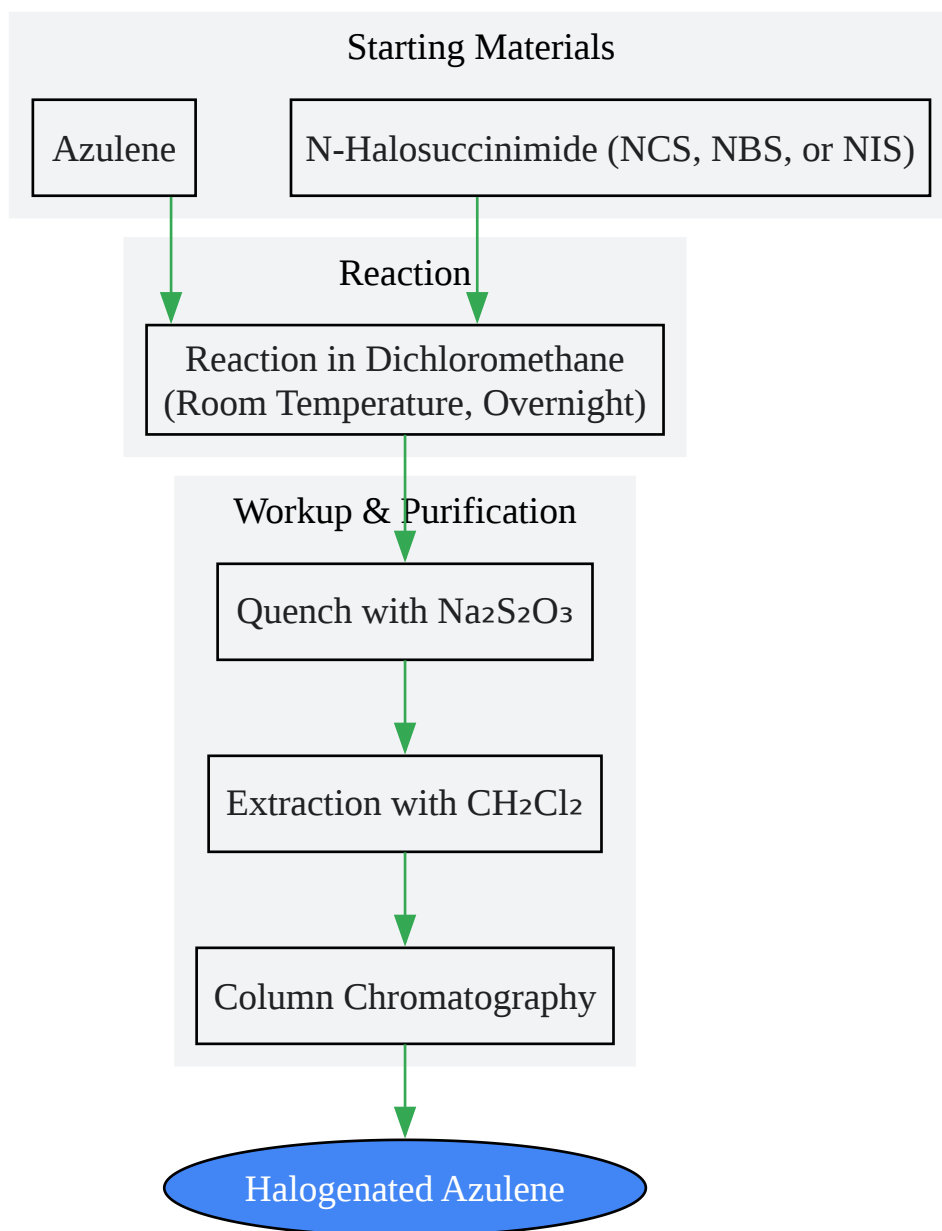 Starting Materials
Azulene
N-Halosuccinimide (NCS, NBS, or NIS)
Reaction
Reaction in Dichloromethane
(Room Temperature, Overnight)
Workup & Purification
Quench with Na₂S₂O₃
Extraction with CH₂Cl₂
Column Chromatography
Halogenated Azulene